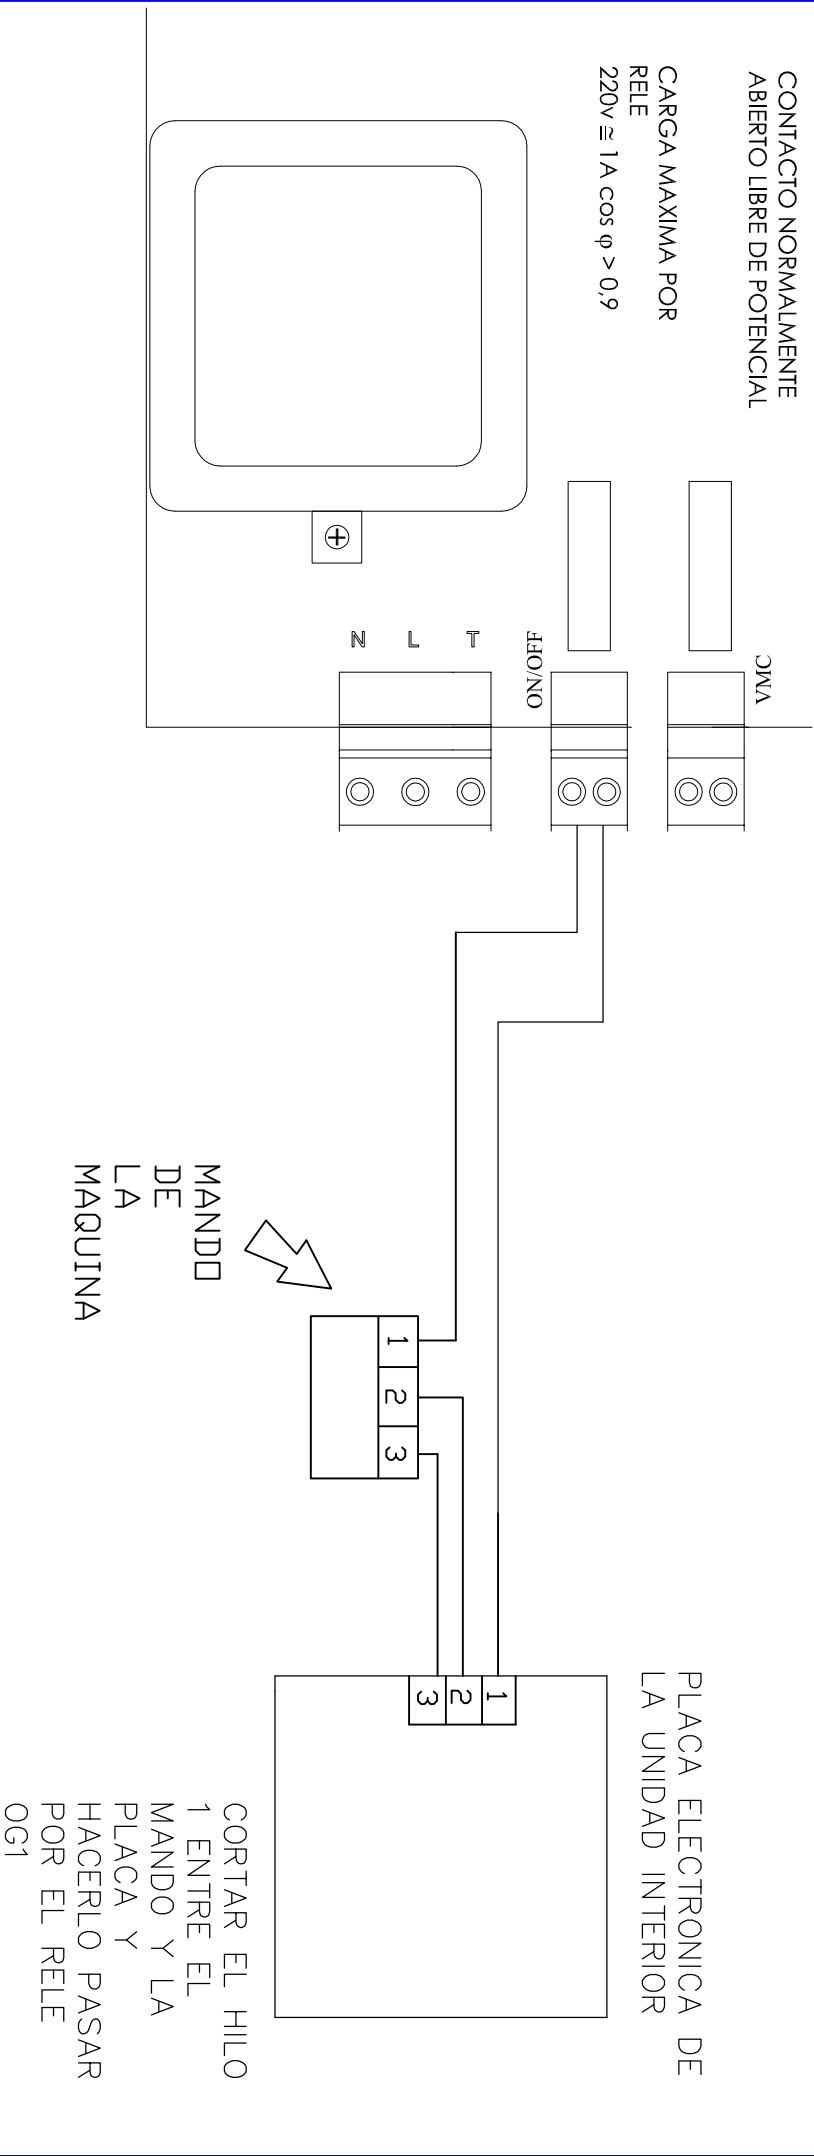 CONTACTO NORMALMENTE
ABIERTO LIBRE DE POTENCIAL
CARGA MAXIMA POR
RELE
220v ≅ 1A cos φ > 0,9
VMC
ON/OFF
T
L
N
MANDO
DE
LA
MAQUINA
1
2
3
PLACA ELECTRONICA DE
LA UNIDAD INTERIOR
1
2
3
CORTAR EL HILO
1 ENTRE EL
MANDO Y LA
PLACA Y
HACERLO PASAR
POR EL RELE
OG1